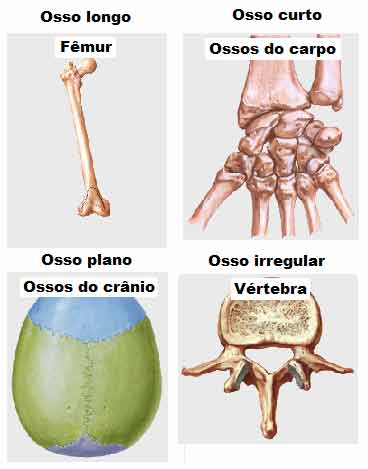 Osso longo
Fêmur
Osso curto
Ossos do carpo
Osso plano
Ossos do crânio
Osso irregular
Vértebra